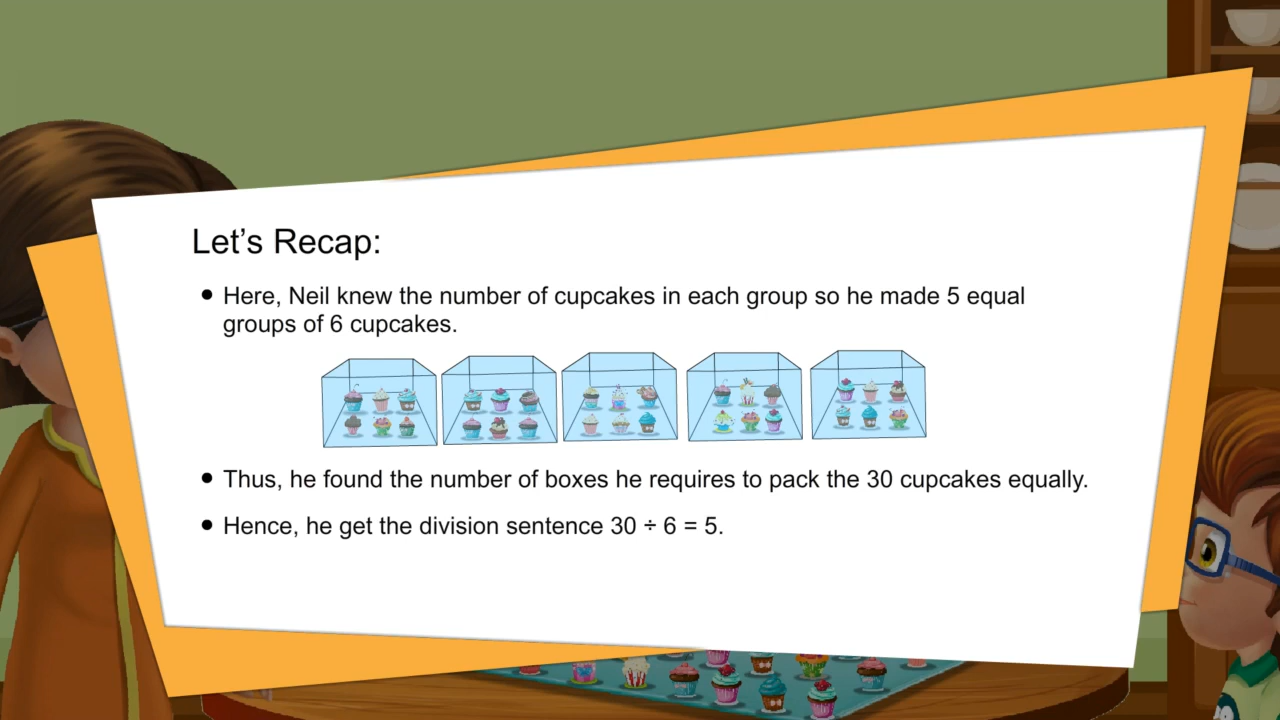 Let’s Recap:
● Here, Neil knew the number of cupcakes in each group so he made 5 equal
groups of 6 cupcakes.
● Thus, he found the number of boxes he requires to pack the 30 cupcakes equally.
● Hence, he get the division sentence 30 ÷ 6 = 5.